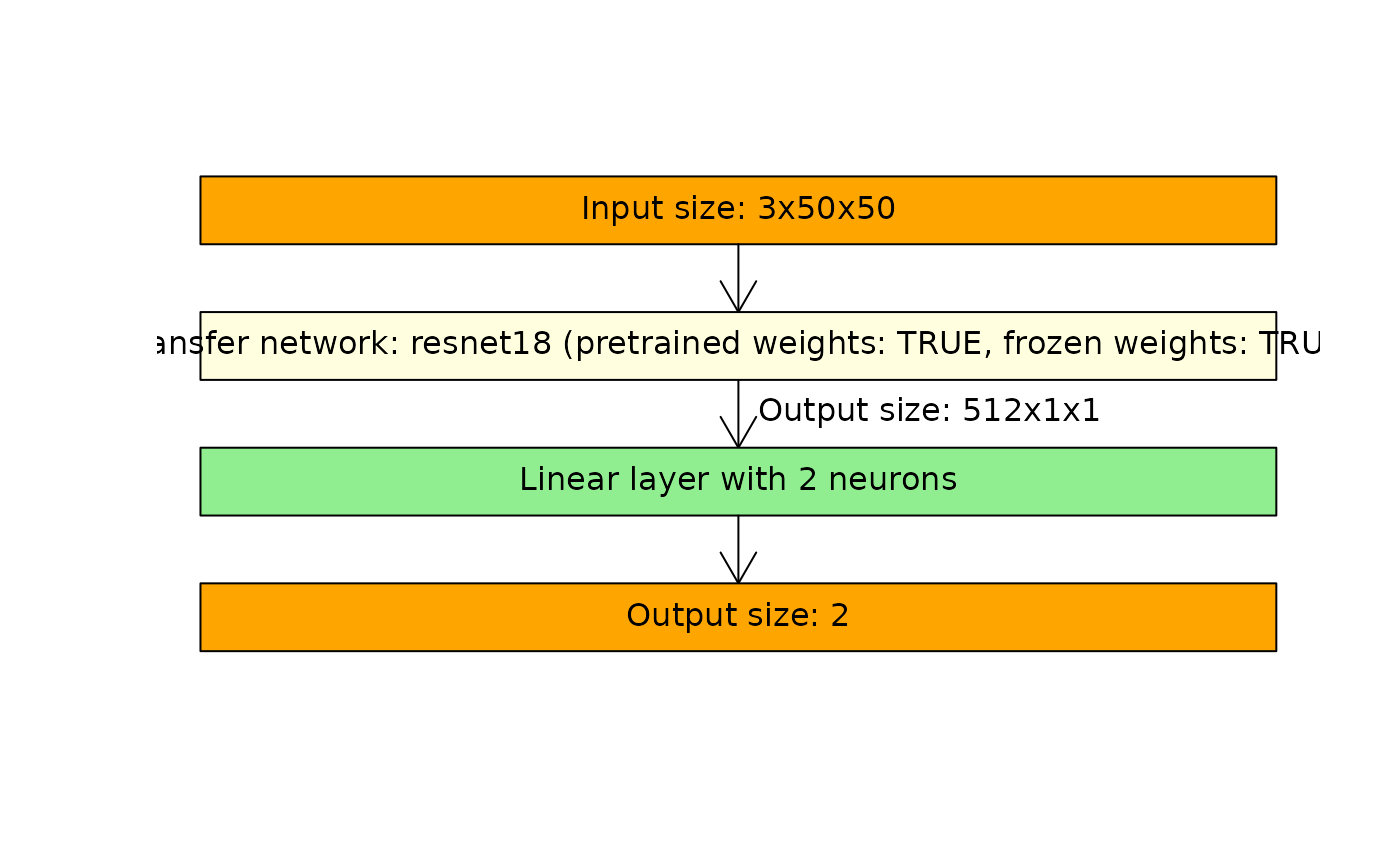 Input size: 3x50x50
ansfer network: resnet18 (pretrained weights: TRUE, frozen weights: TRU
Output size: 512x1x1
Linear layer with 2 neurons
Output size: 2